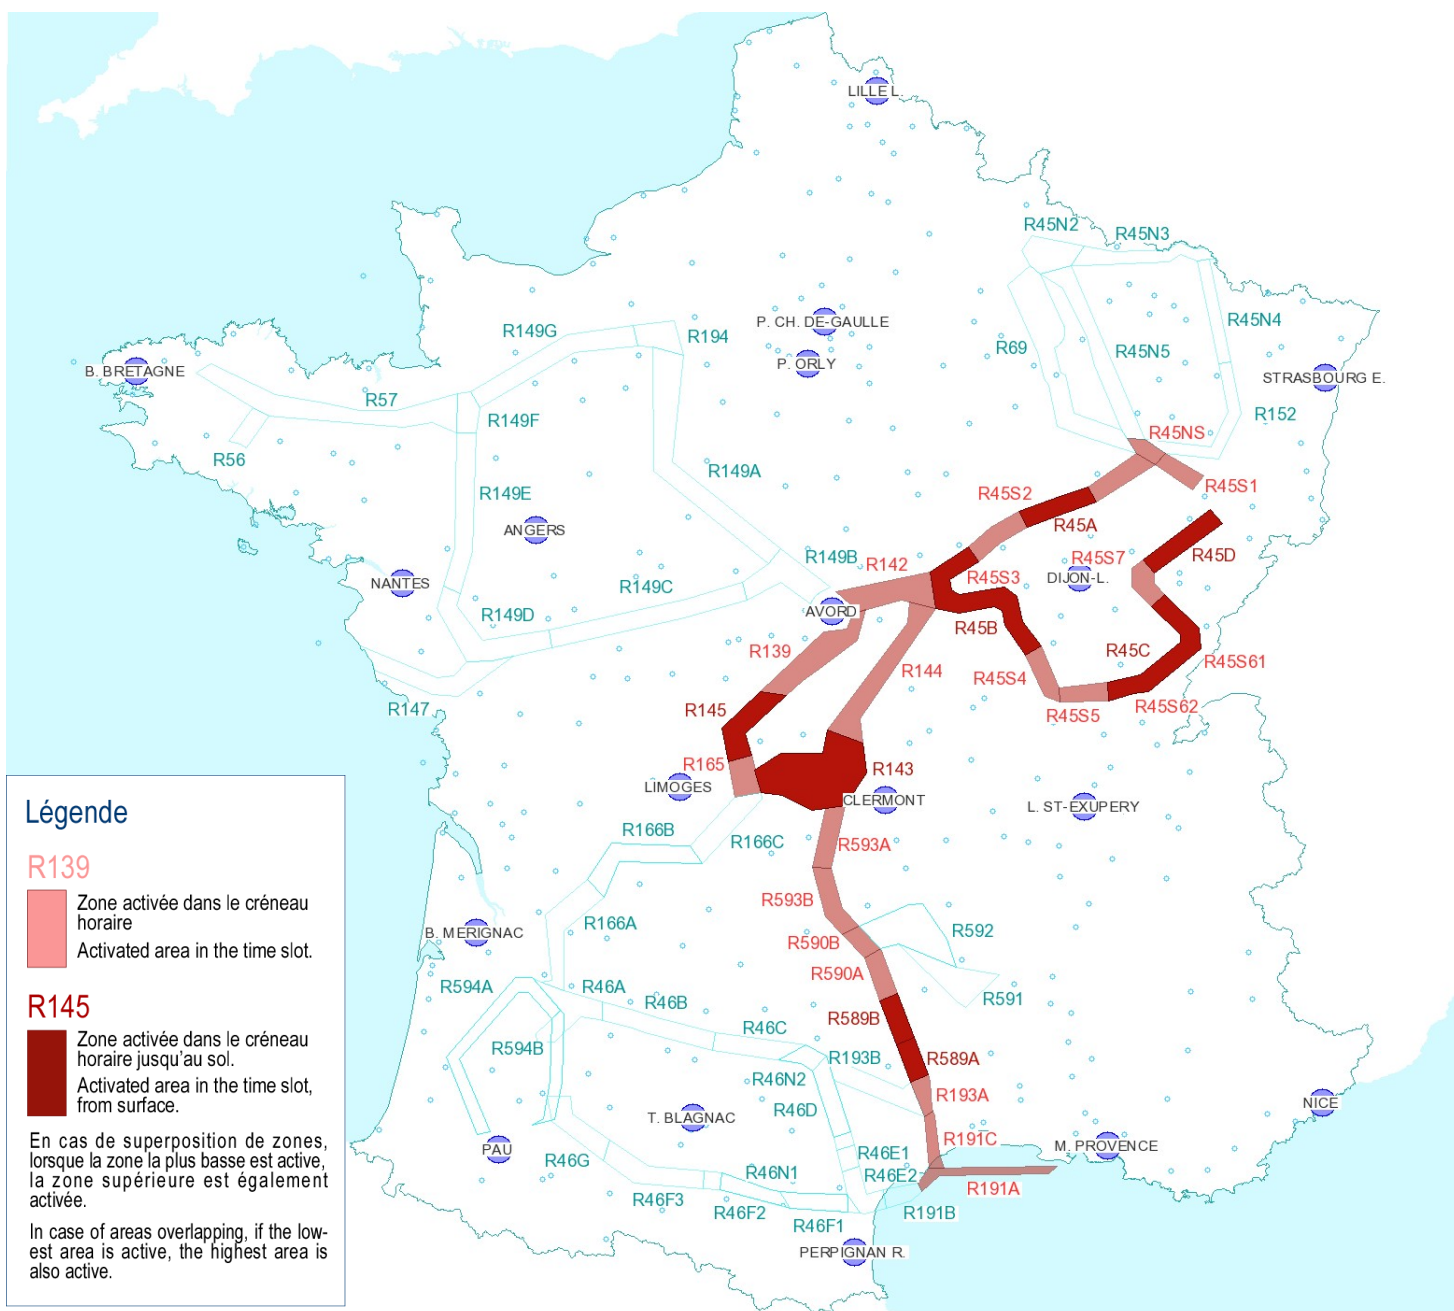 LILLE L.
R45N2
R45N3
P. CH. DE-GAULLE
R149G
R194
R45N4
R69
R45N5
P. ORLY
B. BRETAGNE
STRASBOURG E.
R57
R149F
R152
R45NS
R56
R149A
R149E
R45S2
R45S1
R45A
ANGERS
R149B
R142
R45S7
R45D
R45S3
DIJON-L.
NANTES
R149C
R149D
AVORD
R45B
R139
R45C
R45S61
R144
R45S4
R147
R145
R45S5
R45S62
R165
R143
LIMOGES
CLERMONT
L. ST-EXUPERY
R166B
R166C
R593A
R593B
R166A
B. MERIGNAC
R592
R590B
R590A
R594A
R46A
R46B
R591
R589B
R46C
R594B
R193B
R589A
R46N2
R193A
R46D
T. BLAGNAC
NICE
PAU
R191C
M. PROVENCE
R46E1
R46G
R46N1
R46E2
R191A
R46F3
R46F2
R46F1
R191B
PERPIGNAN R.
Légende
R139
Zone activée dans le créneau
horaire
Activated area in the time slot.
R145
Zone activée dans le créneau
horaire jusqu'au sol.
Activated area in the time slot,
from surface.
En cas de superposition de zones,
lorsque la zone la plus basse est active,
la zone supérieure est également
activée.
In case of areas overlapping, if the low-
est area is active, the highest area is
also active.